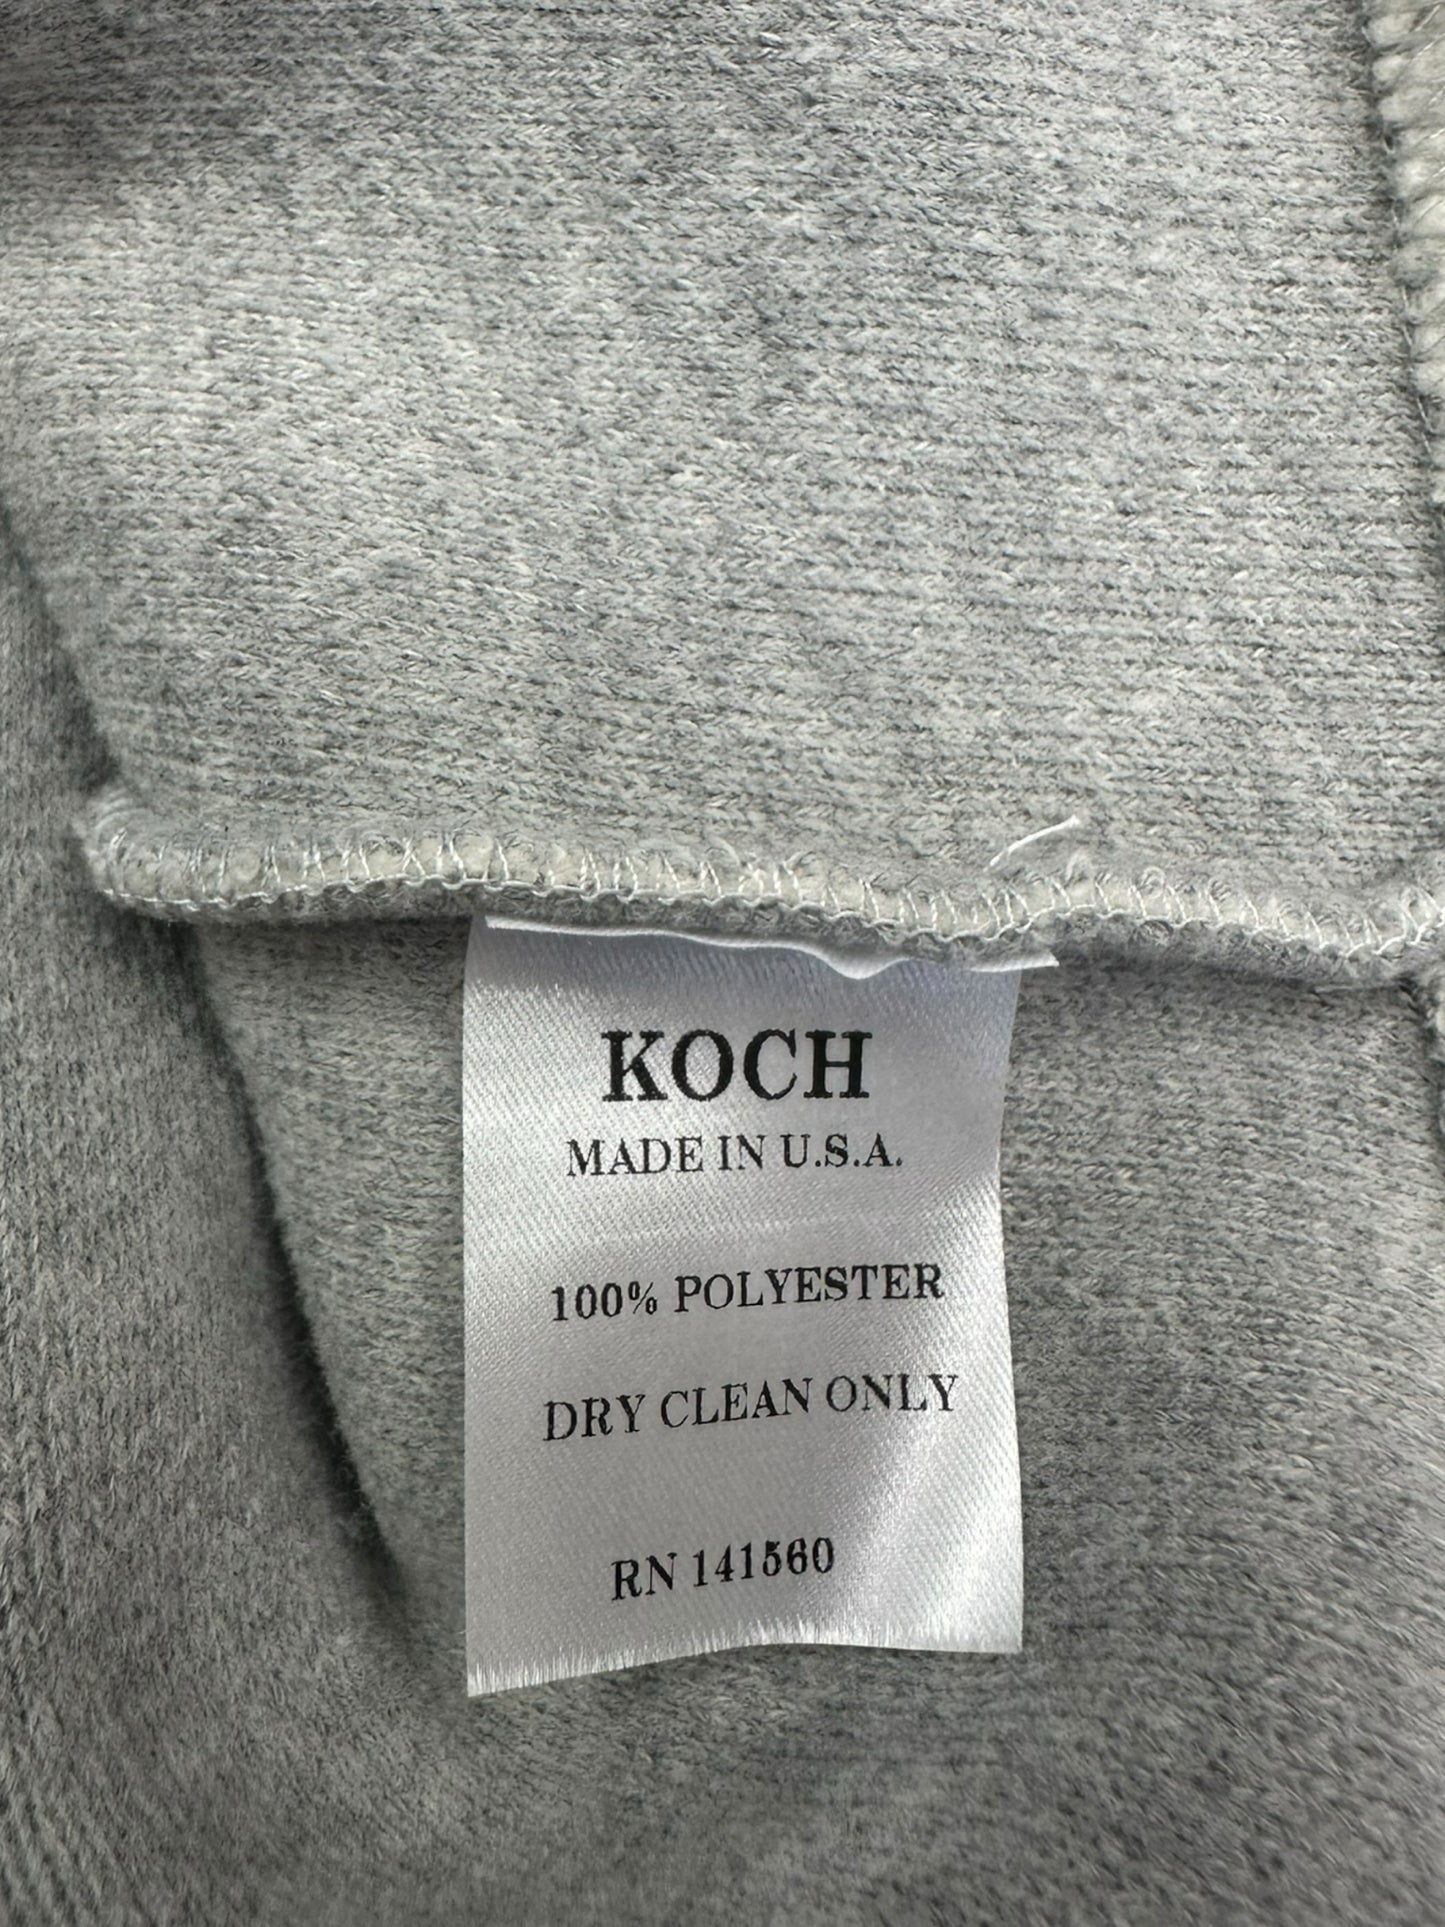 KOCH
MADE IN U.S.A.
100% POLYESTER
DRY CLEAN ONLY
RN 141560